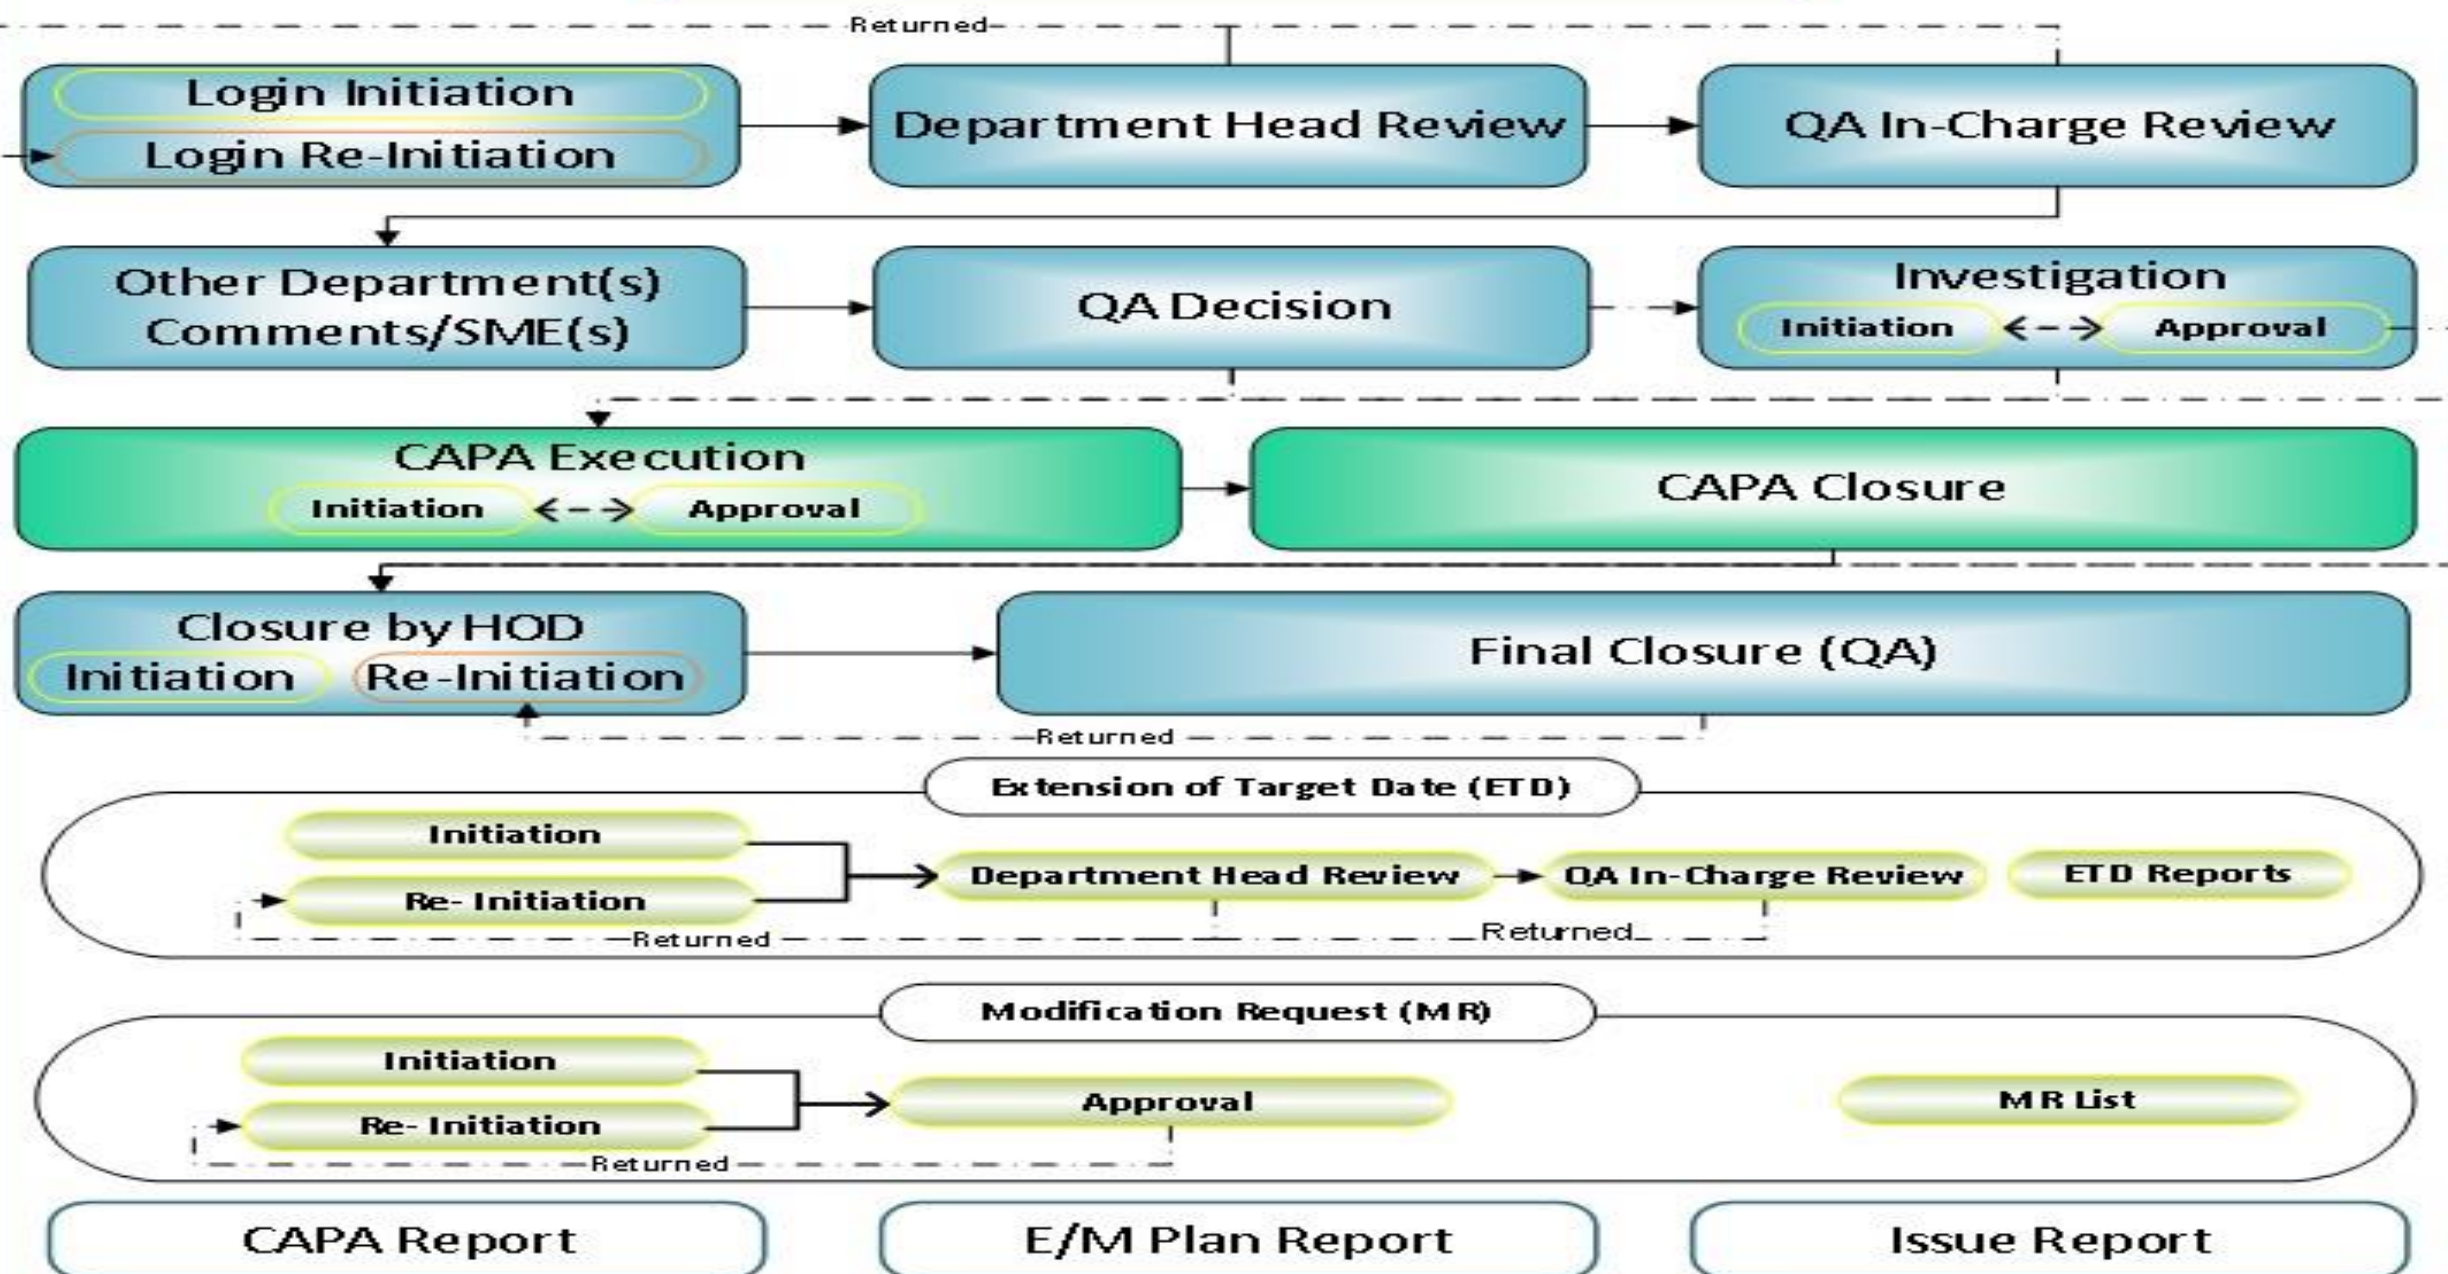 Returned
Login Initiation
Login Re-Initiation
Department Head Review
QA In-Charge Review
Other Department(s)
Comments/SME(s)
QA Decision
Investigation
Initiation
Approval
CAPA Execution
Initiation
Approval
CAPA Closure
Closure by HOD
Initiation
Re-Initiation
Final Closure (QA)
Returned
Extension of Target Date (ETD)
Initiation
Re- Initiation
Department Head Review
QA In-Charge Review
ETD Reports
Returned
Returned
Modification Request (MR)
Initiation
Re- Initiation
Approval
MR List
Returned
CAPA Report
E/M Plan Report
Issue Report